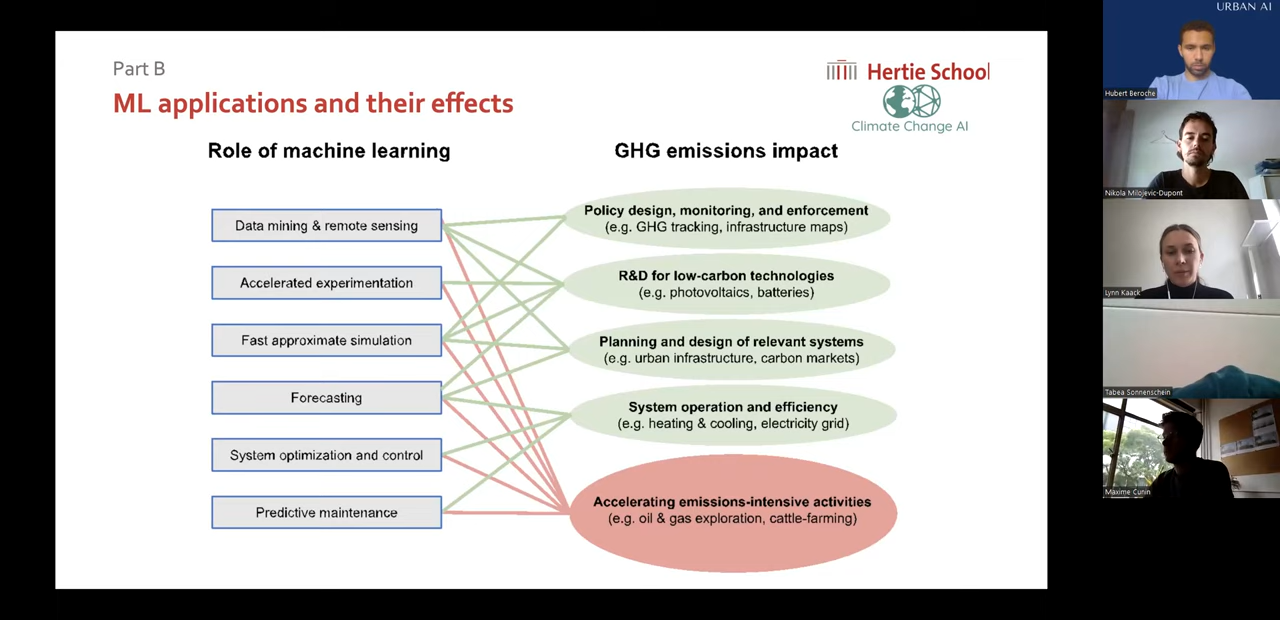 URBAN AI
Part B
ML applications and their effects
Hertie School
Climate Change AI
Role of machine learning
GHG emissions impact
Data mining & remote sensing
Accelerated experimentation
Fast approximate simulation
Forecasting
System optimization and control
Predictive maintenance
Policy design, monitoring, and enforcement
(e.g. GHG tracking, infrastructure maps)
R&D for low-carbon technologies
(e.g. photovoltaics, batteries)
Planning and design of relevant systems
(e.g. urban infrastructure, carbon markets)
System operation and efficiency
(e.g. heating & cooling, electricity grid)
Accelerating emissions-intensive activities
(e.g. oil & gas exploration, cattle-farming)
Hubert Beroche
Nikola Milojevic-Dupont
Lynn Kaack
Tabea Sonnenschein
Maxime Cunin